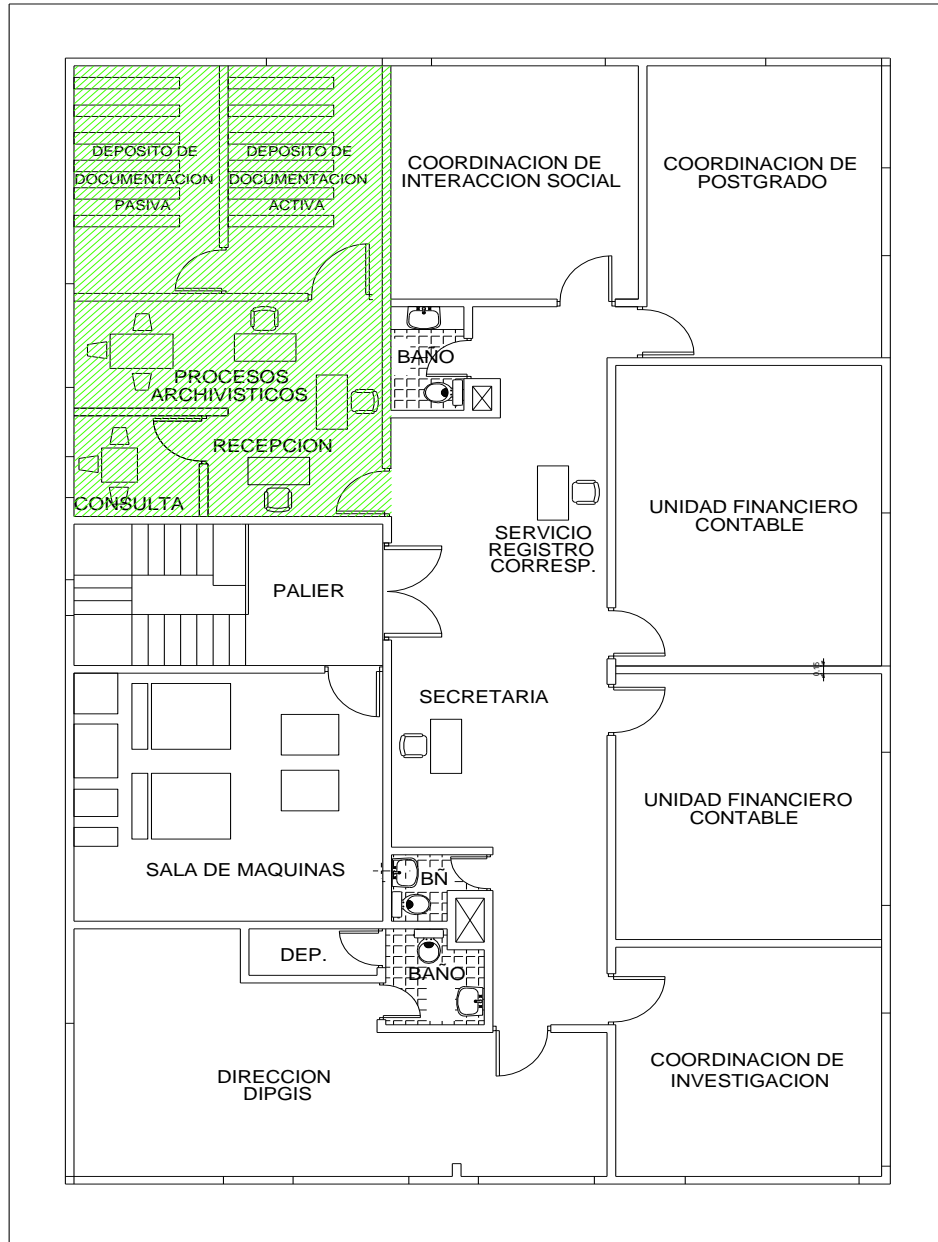 DEPOSITO DE
DOCUMENTACION
PASIVA
DEPOSITO DE
DOCUMENTACION
ACTIVA
COORDINACION DE
INTERACCION SOCIAL
COORDINACION DE
POSTGRADO
BAÑO
PROCESOS
ARCHIVISTICOS
RECEPCION
CONSULTA
UNIDAD FINANCIERO
CONTABLE
SERVICIO
REGISTRO
CORRESP.
PALIER
0.15
SECRETARIA
UNIDAD FINANCIERO
CONTABLE
SALA DE MAQUINAS
BÑ
DEP.
BAÑO
DIRECCION
DIPGIS
COORDINACION DE
INVESTIGACION